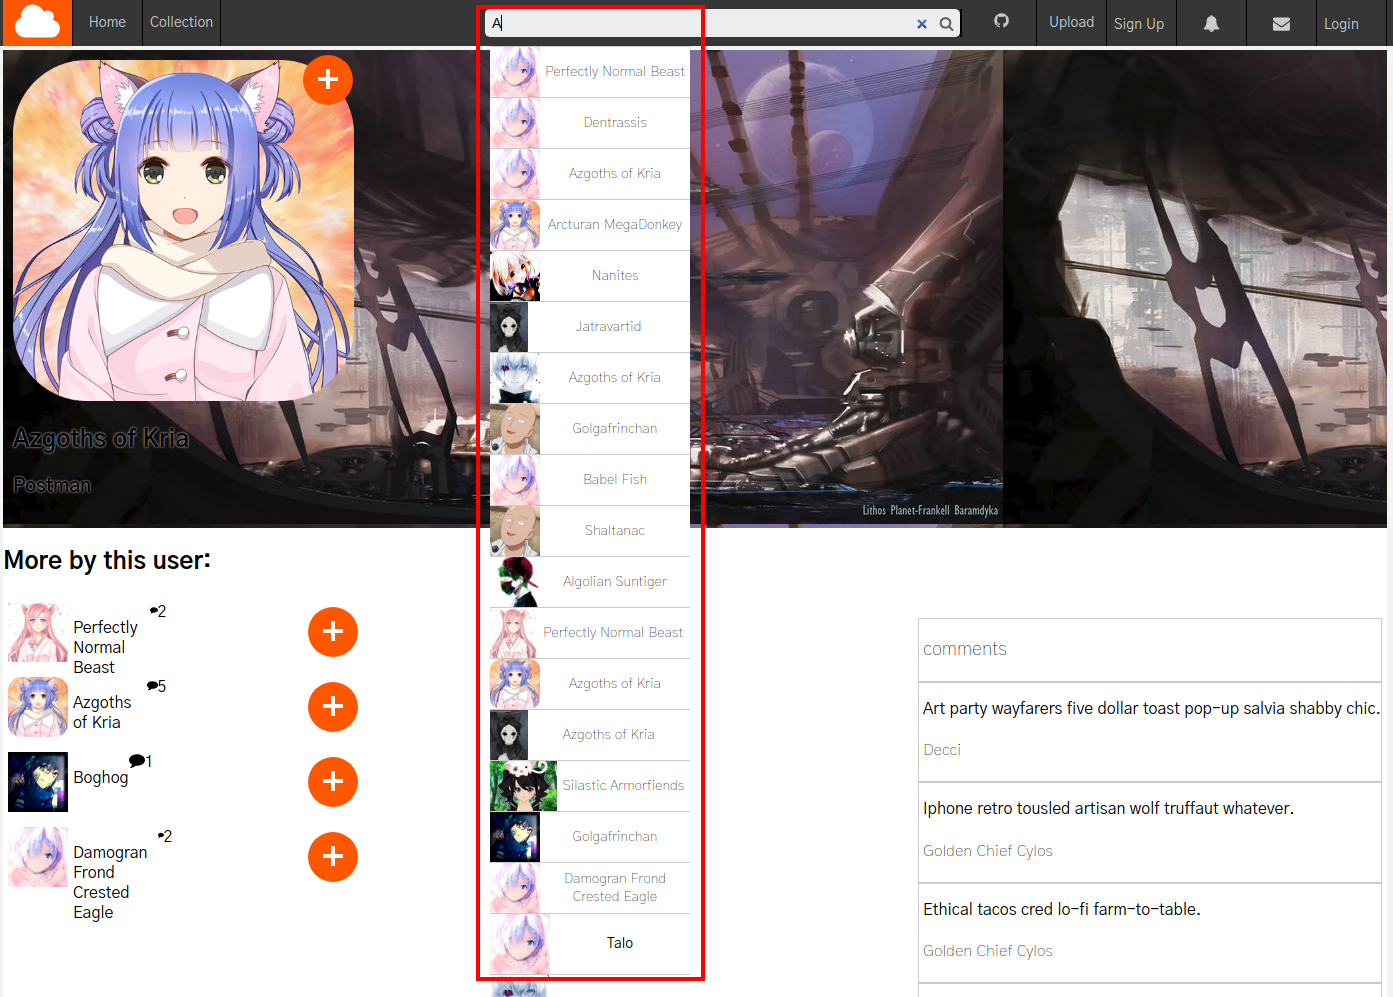 Home
Collection
A
Upload
Sign Up
Login
Perfectly Normal Beast
Dentrassis
Azgoths of Kria
Arcturan MegaDonkey
Nanites
Jatravartid
Azgoths of Kria
Golgafrinchan
Babel Fish
Shaltanac
Algolian Suntiger
Perfectly Normal Beast
Azgoths of Kria
Azgoths of Kria
Silastic Armorfiends
Golgafrinchan
Damogran Frond
Crested Eagle
Talo
Azgoths of Kria
Postman
Lithos Planet-Frankell Baramdyka
More by this user:
2
Perfectly
Normal
Beast
5
Azgoths
of Kria
1
Boghog
2
Damogran
Frond
Crested
Eagle
comments
Art party wayfarers five dollar toast pop-up salvia shabby chic.
Decci
Iphone retro tousled artisan wolf truffaut whatever.
Golden Chief Cylos
Ethical tacos cred lo-fi farm-to-table.
Golden Chief Cylos